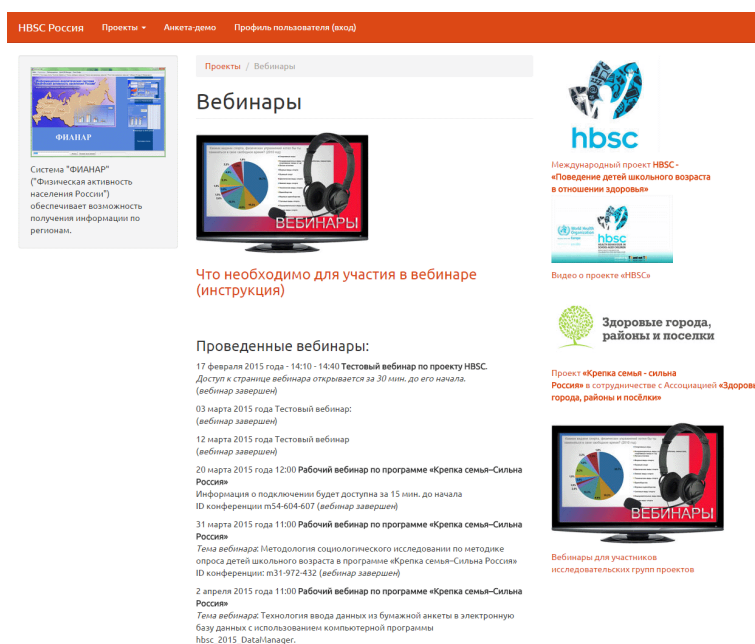 HBSC Россия Проекты Анкета-демо Профиль пользователя (вход)
ФИАНАР
Система "ФИАНАР"
("Физическая активность
населения России")
обеспечивает возможность
получения информации по
регионам.
Проекты / Вебинары
Вебинары
ВЕБИНАРЫ
Что необходимо для участия в вебинаре
(инструкция)
Проведенные вебинары:
17 февраля 2015 года - 14:10 - 14:40 Тестовый вебинар по проекту HBSC.
Доступ к странице вебинара открывается за 30 мин. до его начала.
(вебинар завершен)
03 марта 2015 года Тестовый вебинар:
(вебинар завершен)
12 марта 2015 года Тестовый вебинар
(вебинар завершен)
20 марта 2015 года 12:00 Рабочий вебинар по программе «Крепка семья–Сильна
Россия»
Информация о подключении будет доступна за 15 мин. до начала
ID конференции m54-604-607 (вебинар завершен)
31 марта 2015 года 11:00 Рабочий вебинар по программе «Крепка семья–Сильна
Россия»
Тема вебинара: Методология социологического исследовании по методике
опроса детей школьного возраста в программе «Крепка семья–Сильна Россия»
ID конференции: m31-972-432 (вебинар завершен)
2 апреля 2015 года 11:00 Рабочий вебинар по программе «Крепка семья–Сильна
Россия»
Тема вебинара: Технология ввода данных из бумажной анкеты в электронную
базу данных с использованием компьютерной программы
hbsc_2015_DataManager.
hbsc
Международный проект HBSC -
«Поведение детей школьного возраста
в отношении здоровья»
World Health
Organization
hbsc
Видео о проекте «HBSC»
Здоровые города,
районы и поселки
Проект «Крепка семья - сильна
Россия» в сотрудничестве с Ассоциацией «Здоровы
города, районы и посёлки»
ВЕБИНАРЫ
Вебинары для участников
исследовательских групп проектов